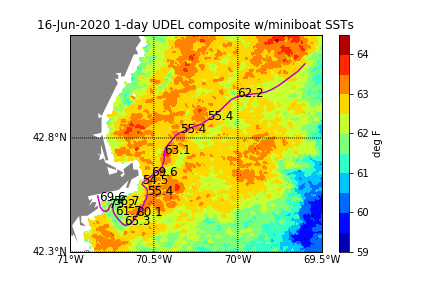 16-Jun-2020 1-day UDEL composite w/miniboat SSTs
64
63
62
61
60
59
deg F
62.2
55.4
55.4
63.1
69.6
54.5
55.4
69.6
61.7
80.1
65.3
42.8°N
42.3°N
71°W
70.5°W
70°W
69.5°W